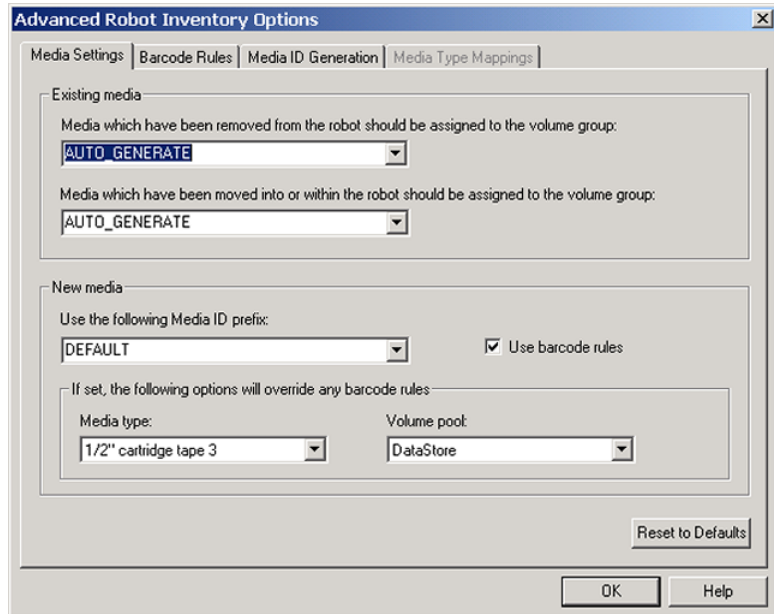 Advanced Robot Inventory Options
Media Settings Barcode Rules Media ID Generation Media Type Mappings
Existing media
Media which have been removed from the robot should be assigned to the volume group:
AUTO_GENERATE
Media which have been moved into or within the robot should be assigned to the volume group:
AUTO_GENERATE
New media
Use the following Media ID prefix:
DEFAULT Use barcode rules
If set, the following options will override any barcode rules
Media type: Volume pool:
1/2" cartridge tape 3 DataStore
Reset to Defaults
OK Help